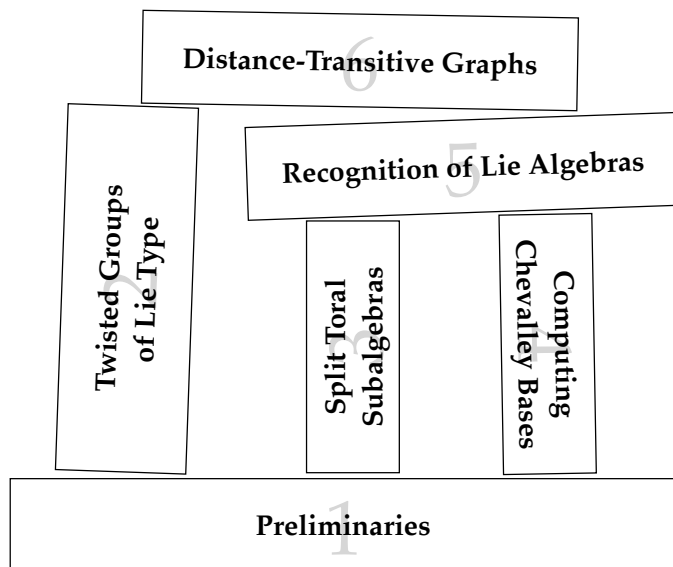 6
Distance-Transitive Graphs
5
Recognition of Lie Algebras
2
Twisted Groups
of Lie Type
3
Split Toral
Subalgebras
4
Computing
Chevalley Bases
1
Preliminaries